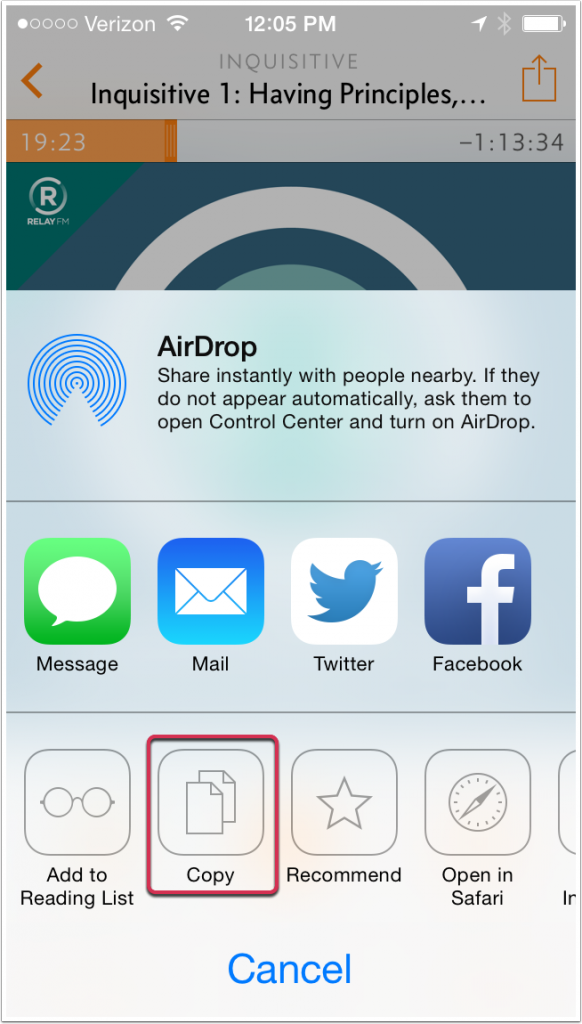 Verizon 12:05 PM
INQUISITIVE
Inquisitive 1: Having Principles,...
19:23 −1:13:34
R
RELAY FM
AirDrop
Share instantly with people nearby. If they
do not appear automatically, ask them to
open Control Center and turn on AirDrop.
Message Mail Twitter Facebook
Add to Copy Recommend Open in
Reading List Safari In
Cancel